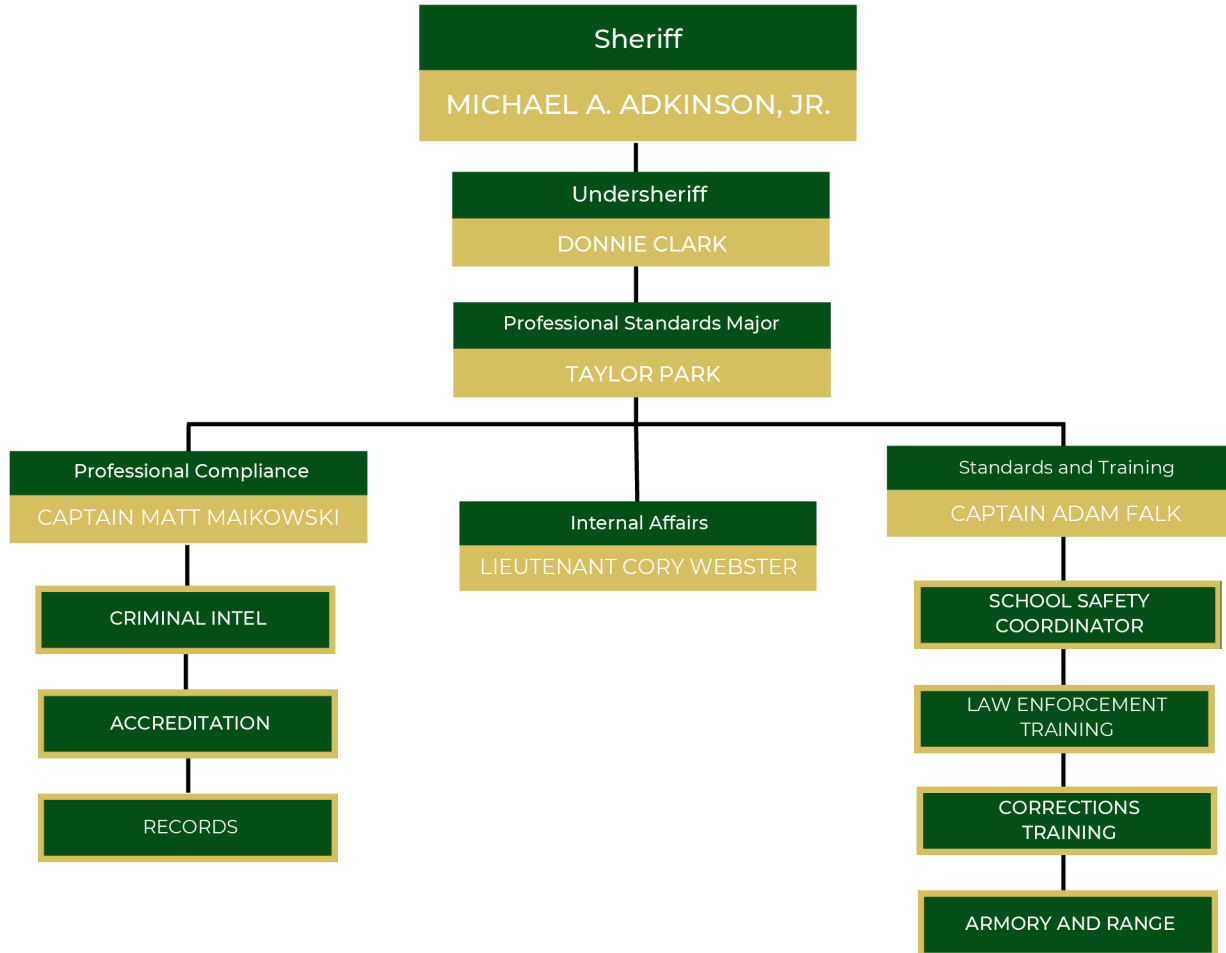 Sheriff
MICHAEL A. ADKINSON, JR.
Undersheriff
DONNIE CLARK
Professional Standards Major
TAYLOR PARK
Professional Compliance
CAPTAIN MATT MAIKOWSKI
CRIMINAL INTEL
ACCREDITATION
RECORDS
Internal Affairs
LIEUTENANT CORY WEBSTER
Standards and Training
CAPTAIN ADAM FALK
SCHOOL SAFETY
COORDINATOR
LAW ENFORCEMENT
TRAINING
CORRECTIONS
TRAINING
ARMORY AND RANGE